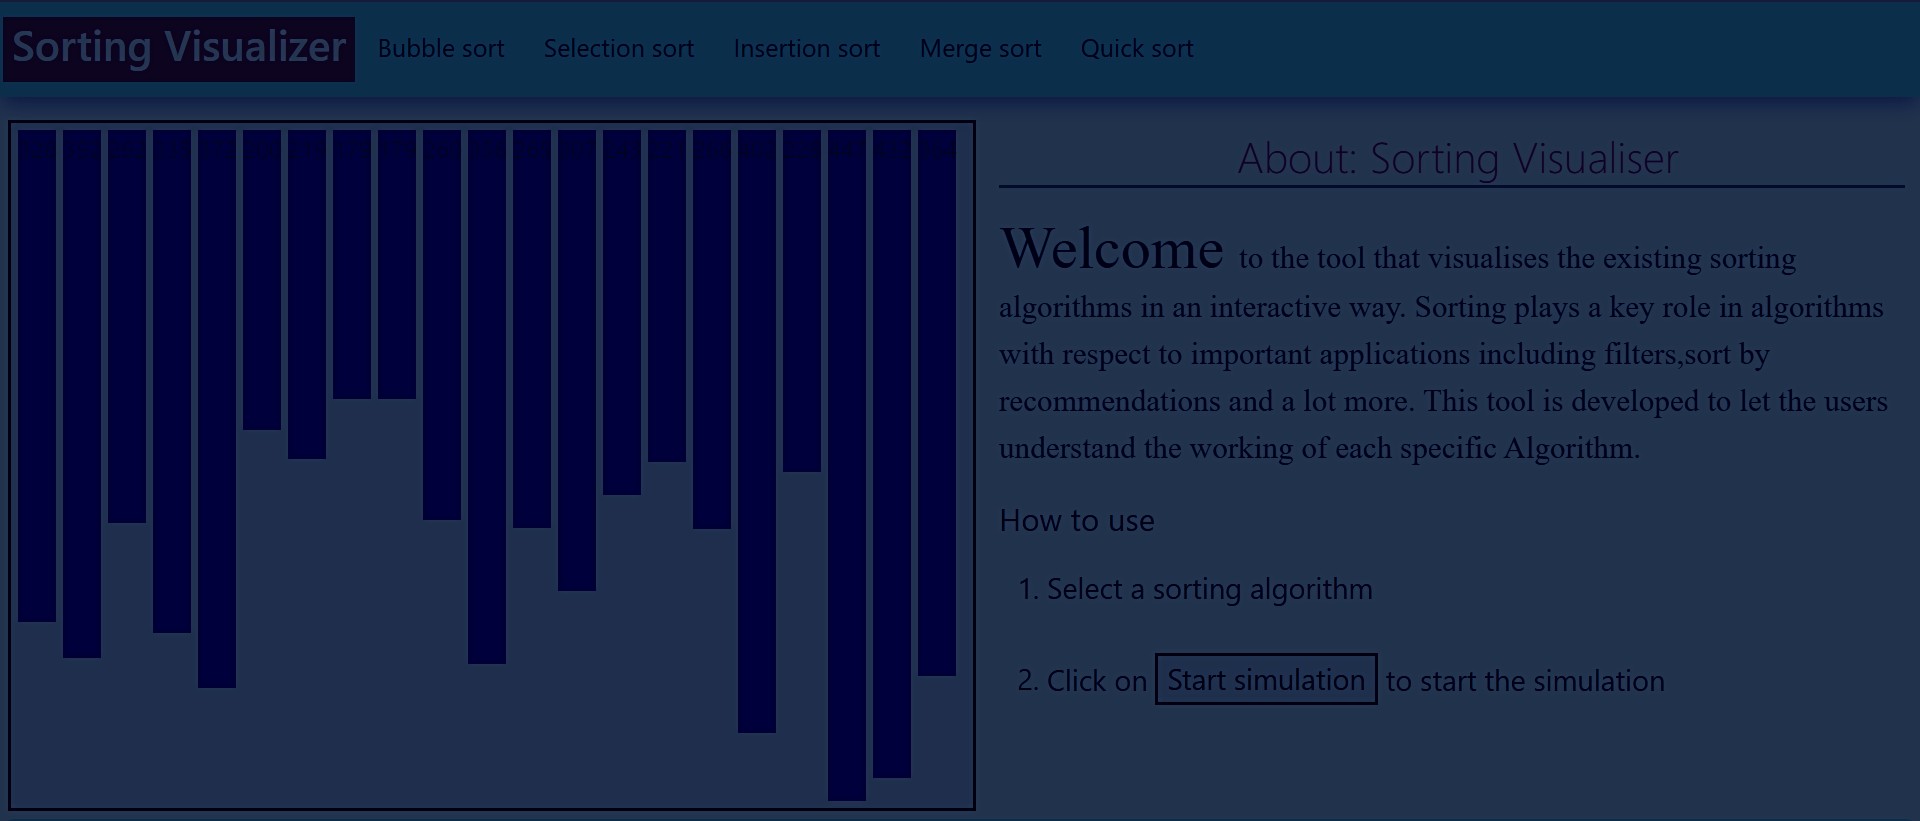 Sorting Visualizer Bubble sort Selection sort Insertion sort Merge sort Quick sort
About: Sorting Visualiser
Welcome to the tool that visualises the existing sorting
algorithms in an interactive way. Sorting plays a key role in algorithms
with respect to important applications including filters,sort by
recommendations and a lot more. This tool is developed to let the users
understand the working of each specific Algorithm.
How to use
1. Select a sorting algorithm
2. Click on Start simulation to start the simulation